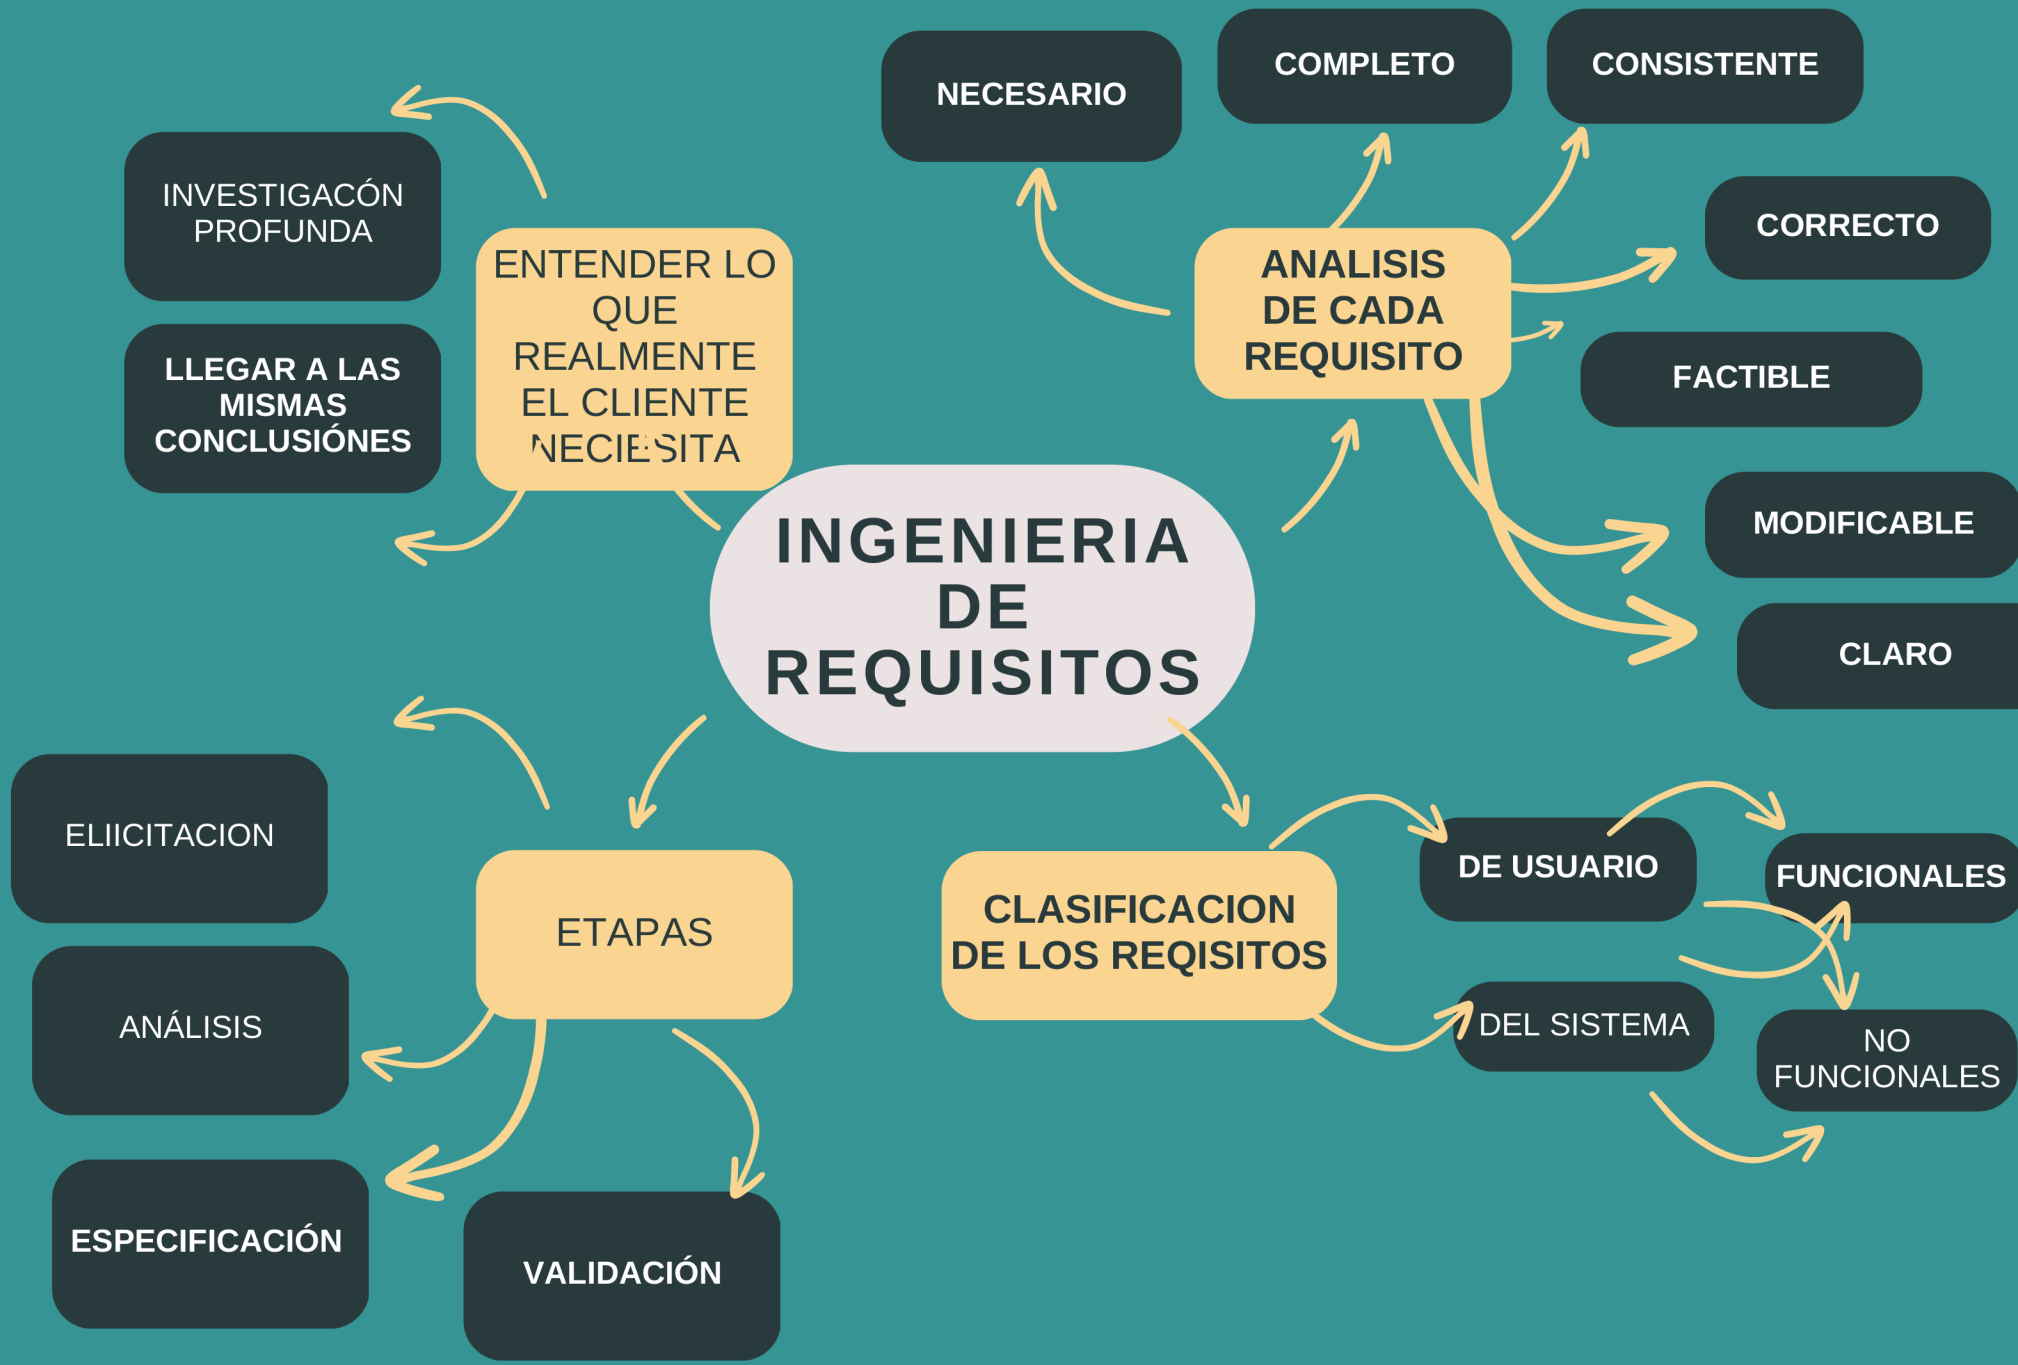 NECESARIO
COMPLETO
CONSISTENTE
INVESTIGACÓN
PROFUNDA
CORRECTO
ENTENDER LO
QUE
REALMENTE
EL CLIENTE
NECIESITA
ANALISIS
DE CADA
REQUISITO
LLEGAR A LAS
MISMAS
CONCLUSIÓNES
FACTIBLE
MODIFICABLE
INGENIERIA
DE
REQUISITOS
CLARO
ELIICITACION
ETAPAS
CLASIFICACION
DE LOS REQISITOS
DE USUARIO
FUNCIONALES
ANÁLISIS
DEL SISTEMA
NO
FUNCIONALES
ESPECIFICACIÓN
VALIDACIÓN